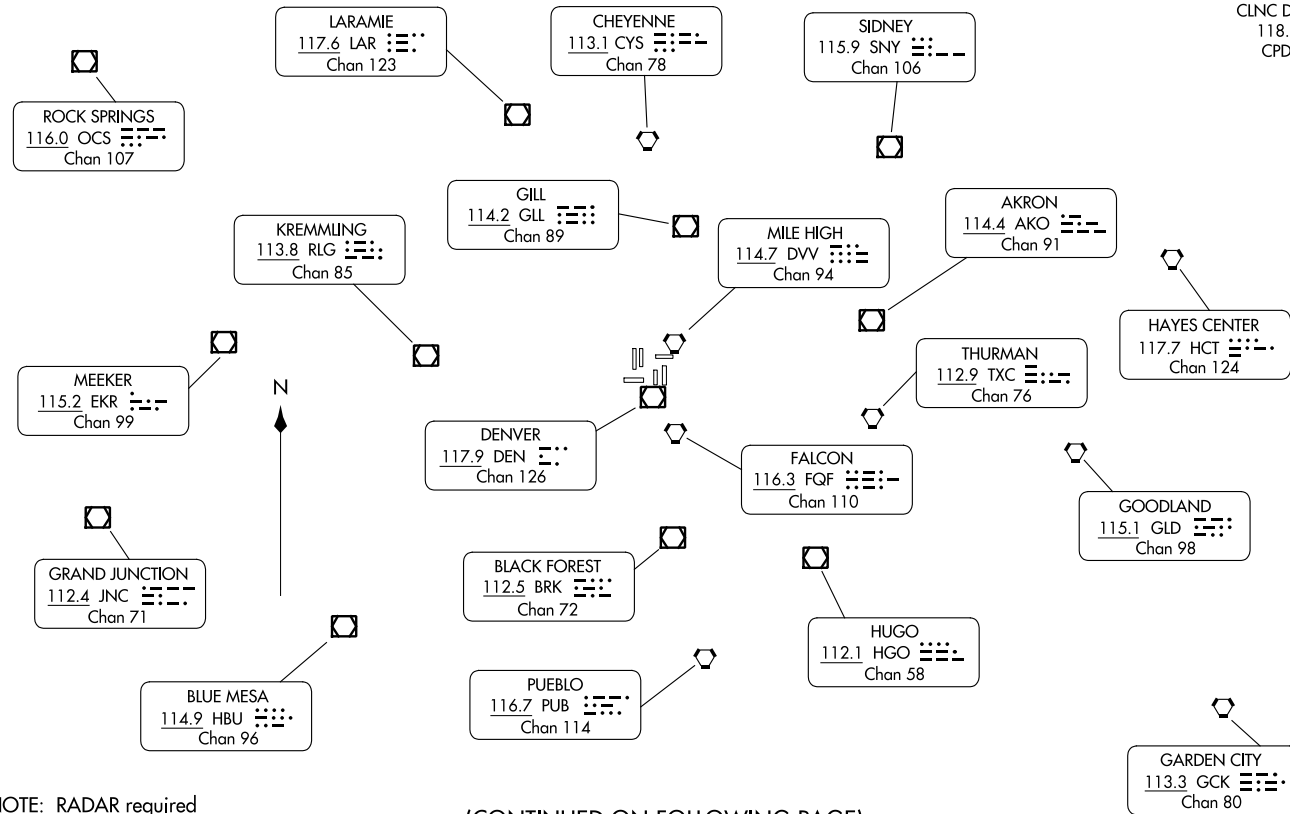 CLNC D
118.
CPD
LARAMIE
117.6 LAR
Chan 123
CHEYENNE
113.1 CYS
Chan 78
SIDNEY
115.9 SNY
Chan 106
ROCK SPRINGS
116.0 OCS
Chan 107
GILL
114.2 GLL
Chan 89
AKRON
114.4 AKO
Chan 91
KREMMLING
113.8 RLG
Chan 85
MILE HIGH
114.7 DVV
Chan 94
HAYES CENTER
117.7 HCT
Chan 124
THURMAN
112.9 TXC
Chan 76
MEEKER
115.2 EKR
Chan 99
N
DENVER
117.9 DEN
Chan 126
FALCON
116.3 FQF
Chan 110
GOODLAND
115.1 GLD
Chan 98
GRAND JUNCTION
112.4 JNC
Chan 71
BLACK FOREST
112.5 BRK
Chan 72
HUGO
112.1 HGO
Chan 58
BLUE MESA
114.9 HBU
Chan 96
PUEBLO
116.7 PUB
Chan 114
GARDEN CITY
113.3 GCK
Chan 80
NOTE: RADAR required
(CONTINUED ON FOLLOWING PAGE)